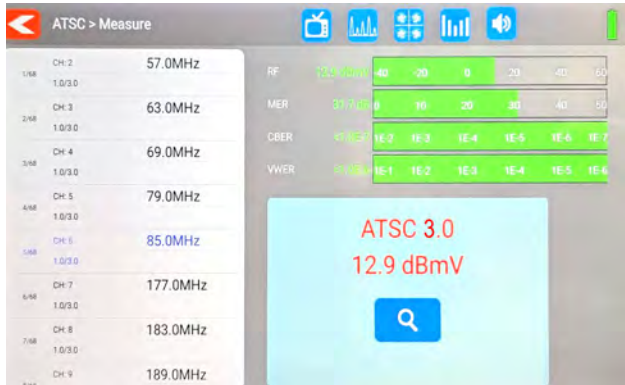 ATSC > Measure
1/68 CH: 2 57.0MHz
1.0/3.0
2/68 CH: 3 63.0MHz
1.0/3.0
3/68 CH: 4 69.0MHz
1.0/3.0
4/68 CH: 5 79.0MHz
1.0/3.0
5/68 CH: 6 85.0MHz
1.0/3.0
6/68 CH: 7 177.0MHz
1.0/3.0
7/68 CH: 8 183.0MHz
1.0/3.0
CH: 9 189.0MHz
RF -40 -20 0 20 40 60
MER 31.7 dB 0 10 20 30 40 50
CBER 1E-2 1E-3 1E-4 1E-5 1E-6 1E-7
VWER 1E-1 1E-2 1E-3 1E-4 1E-5 1E-6
ATSC 3.0
12.9 dBmV